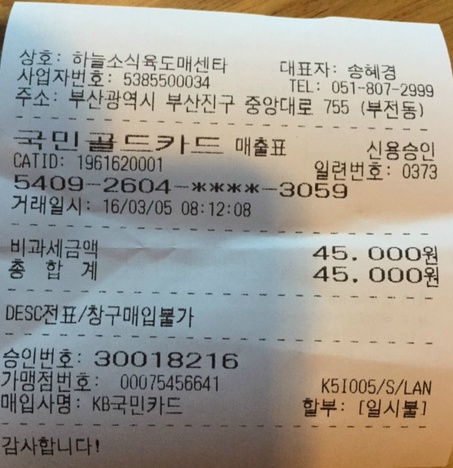 상호: 하늘소식육도매센타 대표자: 송혜경
사업자번호: 5385500034 TEL: 051-807-2999
주소: 부산광역시 부산진구 중앙대로 755 (부전동)
국민골드카드 매출표 신용승인
CATID: 1961620001 일련번호: 0373
5409-2604-****-3059
거래일시: 16/03/05 08:12:08
비과세금액 45.000원
총 합 계 45.000원
DESC전표/창구매입불가
승인번호: 30018216
가맹점번호: 00075456641 K5I005/S/LAN
매입사명: KB국민카드 할부: [일시불]
감사합니다!